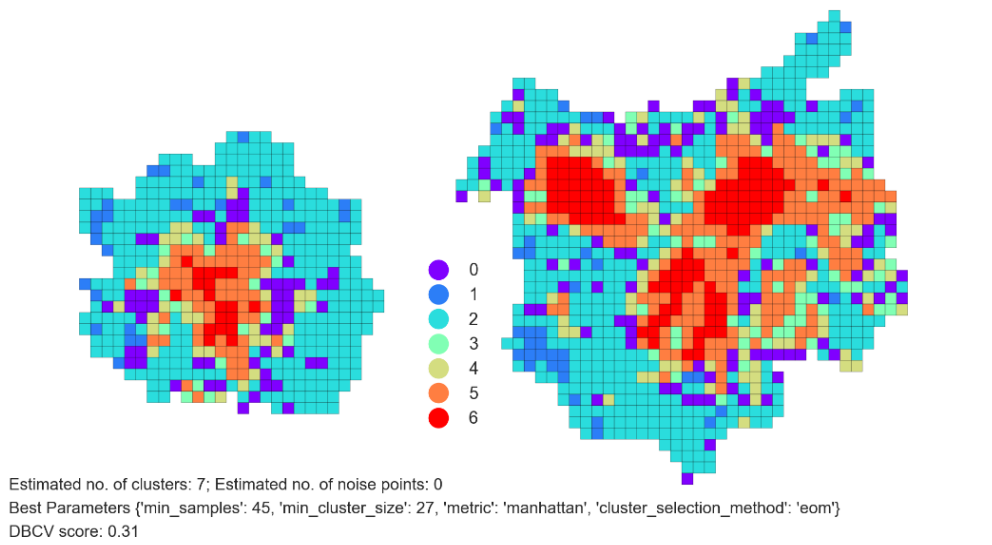 0
1
2
3
4
5
6
Estimated no. of clusters: 7; Estimated no. of noise points: 0
Best Parameters {'min_samples': 45, 'min_cluster_size': 27, 'metric': 'manhattan', 'cluster_selection_method': 'eom'}
DBCV score: 0.31